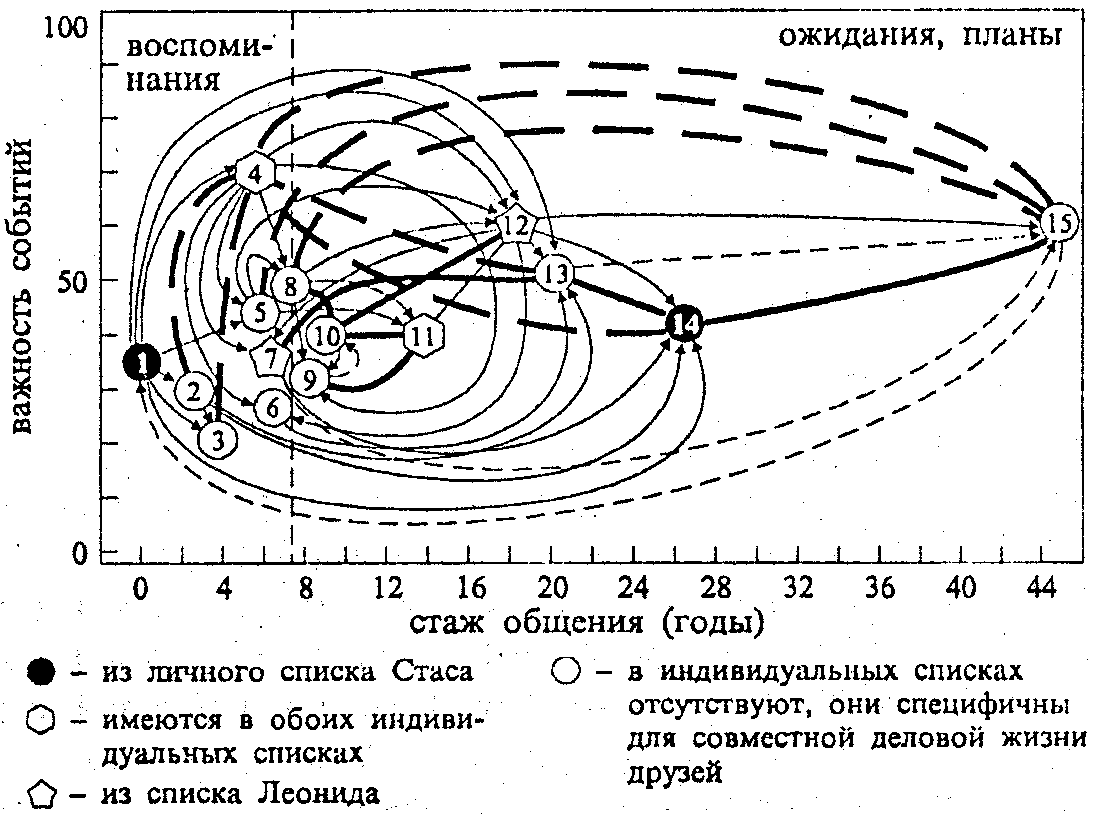 100
воспоми-
нания
ожидания, планы
важность событий
4
12
15
50
8
13
5
10
11
14
7
1
9
2
6
3
0
0
4
8
12
16
20
24
28
32
36
40
44
стаж общения (годы)
– из личного списка Стаса
– имеются в обоих индиви-
дуальных списках
– из списка Леонида
– в индивидуальных списках
отсутствуют, они специфичны
для совместной деловой жизни
друзей